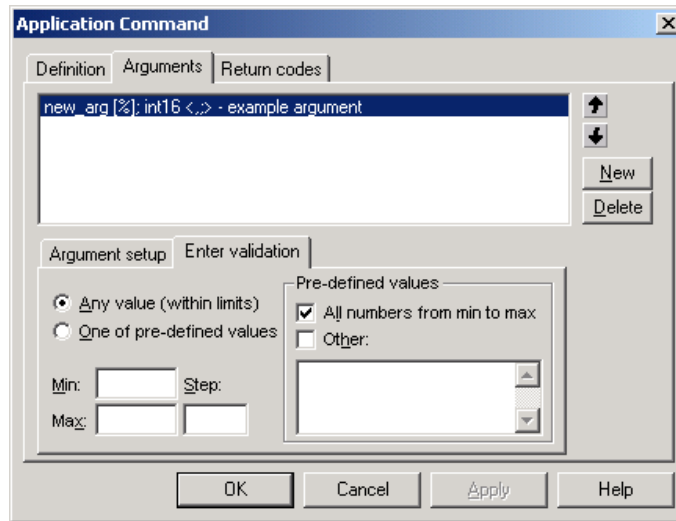 Application Command
Definition Arguments Return codes
new_arg [%]; int16 <,;> - example argument
New
Delete
Argument setup Enter validation
Any value (within limits)
One of pre-defined values
Min:
Step:
Max:
Pre-defined values
All numbers from min to max
Other:
OK Cancel Apply Help